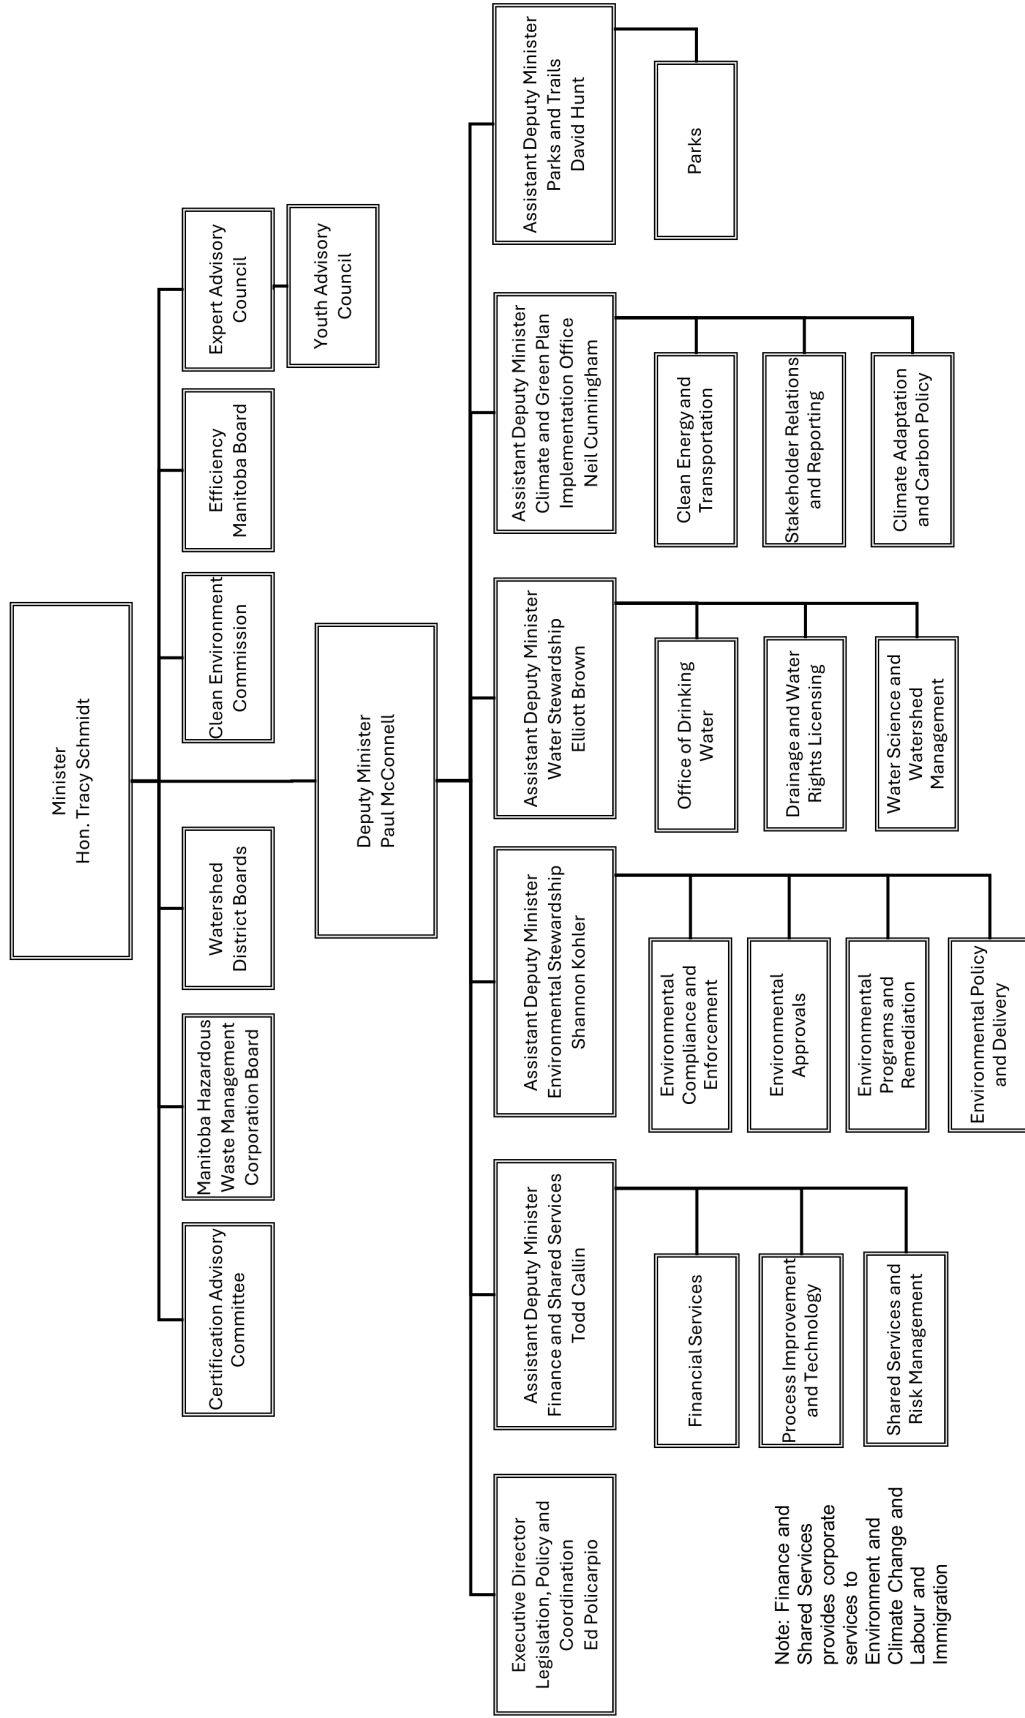 Minister
Hon. Tracy Schmidt
Certification Advisory
Committee
Manitoba Hazardous
Waste Management
Corporation Board
Watershed
District Boards
Clean Environment
Commission
Efficiency
Manitoba Board
Expert Advisory
Council
Youth Advisory
Council
Deputy Minister
Paul McConnell
Executive Director
Legislation, Policy and
Coordination
Ed Policarpio
Assistant Deputy Minister
Finance and Shared Services
Todd Callin
Assistant Deputy Minister
Environmental Stewardship
Shannon Kohler
Assistant Deputy Minister
Water Stewardship
Elliott Brown
Assistant Deputy Minister
Climate and Green Plan
Implementation Office
Neil Cunningham
Assistant Deputy Minister
Parks and Trails
David Hunt
Financial Services
Process Improvement
and Technology
Shared Services and
Risk Management
Environmental
Compliance and
Enforcement
Environmental
Approvals
Environmental
Programs and
Remediation
Environmental Policy
and Delivery
Office of Drinking
Water
Drainage and Water
Rights Licensing
Water Science and
Watershed
Management
Clean Energy and
Transportation
Stakeholder Relations
and Reporting
Climate Adaptation
and Carbon Policy
Parks
Note: Finance and
Shared Services
provides corporate
services to
Environment and
Climate Change and
Labour and
Immigration